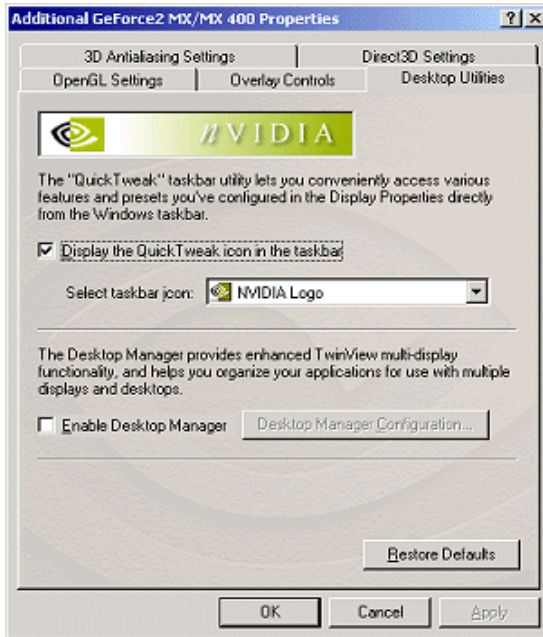 Additional GeForce2 MX/MX 400 Properties
3D Antialiasing Settings Direct3D Settings
OpenGL Settings Overlay Controls Desktop Utilities
nVIDIA
The "QuickTweak" taskbar utility lets you conveniently access various
features and presets you've configured in the Display Properties directly
from the Windows taskbar.
Display the QuickTweak icon in the taskbar
Select taskbar icon: NVIDIA Logo
The Desktop Manager provides enhanced TwinView multi-display
functionality, and helps you organize your applications for use with multiple
displays and desktops.
Enable Desktop Manager Desktop Manager Configuration...
Restore Defaults
OK Cancel Apply